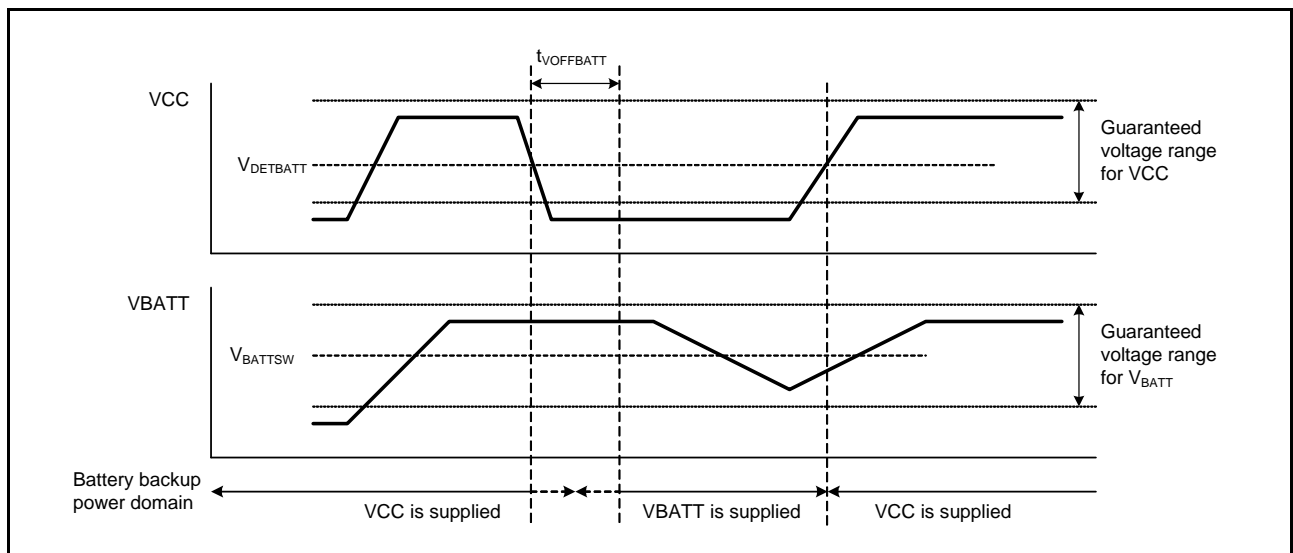 tVOFFBATT
VCC
VDETBATT
Guaranteed
voltage range
for VCC
VBATT
VBATTSW
Guaranteed
voltage range
for VBATT
Battery backup
power domain
VCC is supplied
VBATT is supplied
VCC is supplied